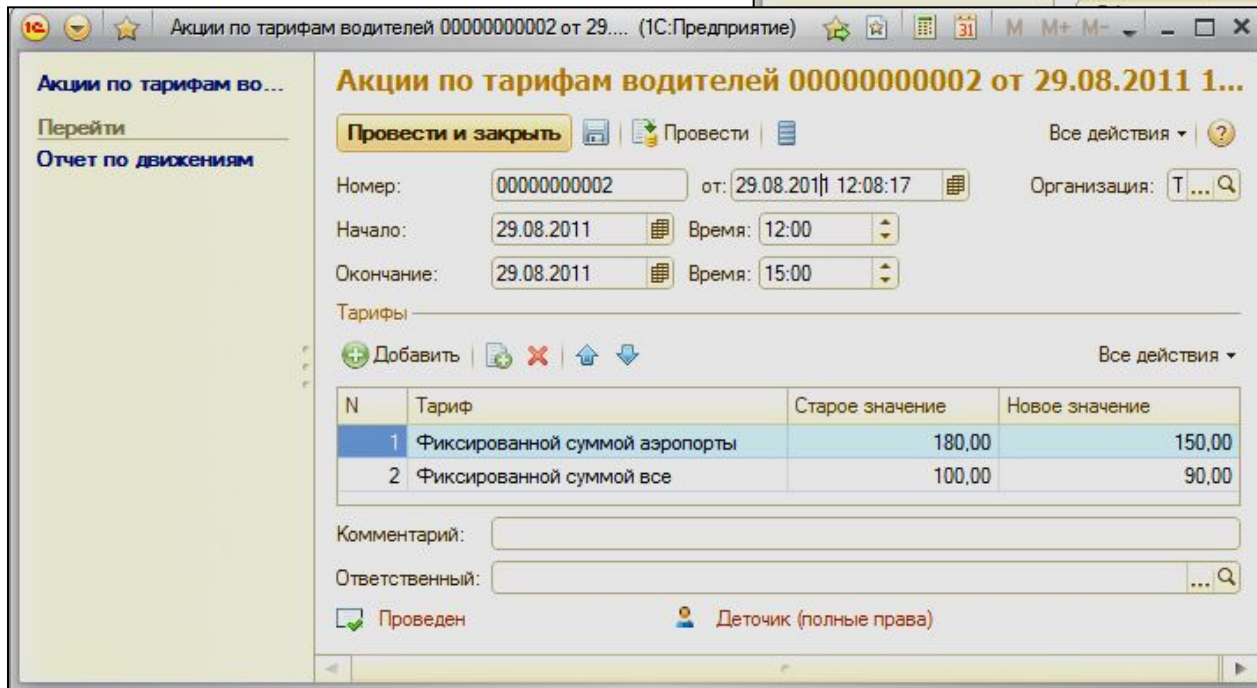 Акции по тарифам водителей 00000000002 от 29.... (1С:Предприятие) 31 M M+ M-
Акции по тарифам во...
Перейти
Отчет по движениям
Акции по тарифам водителей 00000000002 от 29.08.2011 1...
Провести и закрыть Провести Все действия
Номер: 00000000002 от: 29.08.2011 12:08:17 Организация: Т ...
Начало: 29.08.2011 Время: 12:00
Окончание: 29.08.2011 Время: 15:00
Тарифы
Добавить Все действия
N Тариф Старое значение Новое значение
1 Фиксированной суммой аэропорты 180,00 150,00
2 Фиксированной суммой все 100,00 90,00
Комментарий:
Ответственный: ...
Проведен Деточик (полные права)